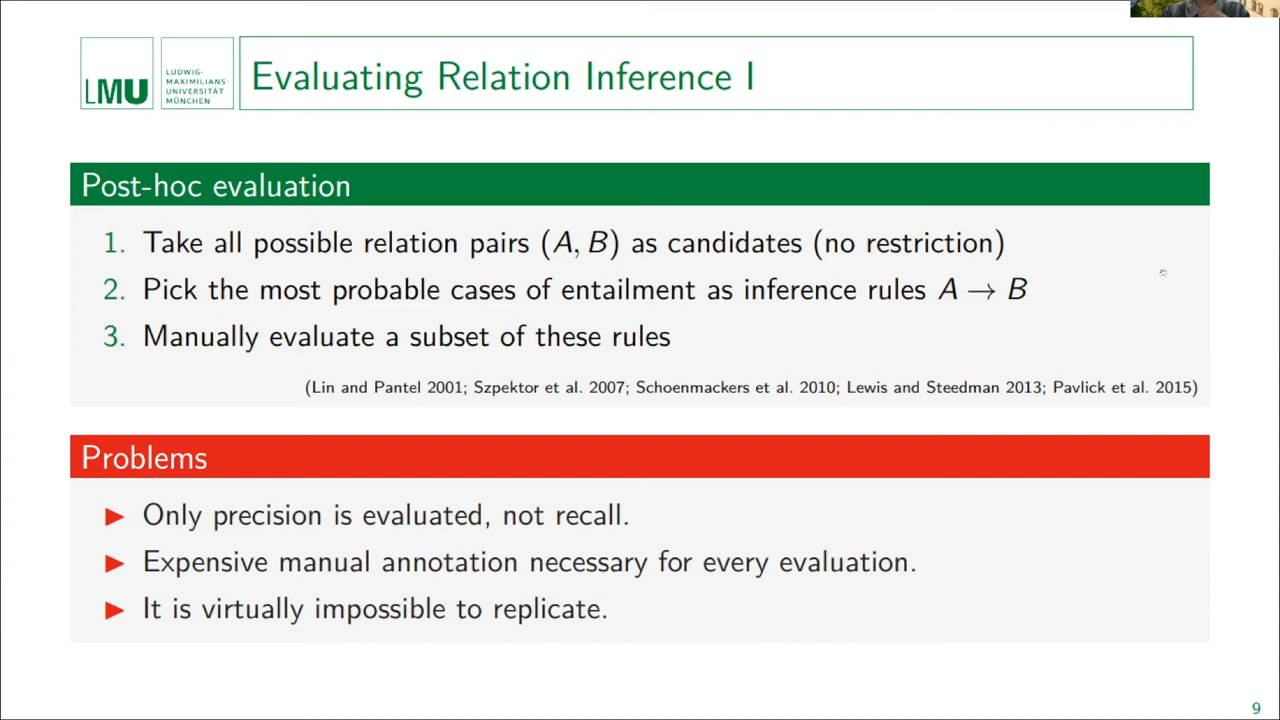 LMU
LUDWIG-
MAXIMILIANS-
UNIVERSITÄT
MÜNCHEN
Evaluating Relation Inference I
Post-hoc evaluation
1. Take all possible relation pairs (A, B) as candidates (no restriction)
2. Pick the most probable cases of entailment as inference rules A → B
3. Manually evaluate a subset of these rules
(Lin and Pantel 2001; Szpektor et al. 2007; Schoenmackers et al. 2010; Lewis and Steedman 2013; Pavlick et al. 2015)
Problems
▶ Only precision is evaluated, not recall.
▶ Expensive manual annotation necessary for every evaluation.
▶ It is virtually impossible to replicate.
9